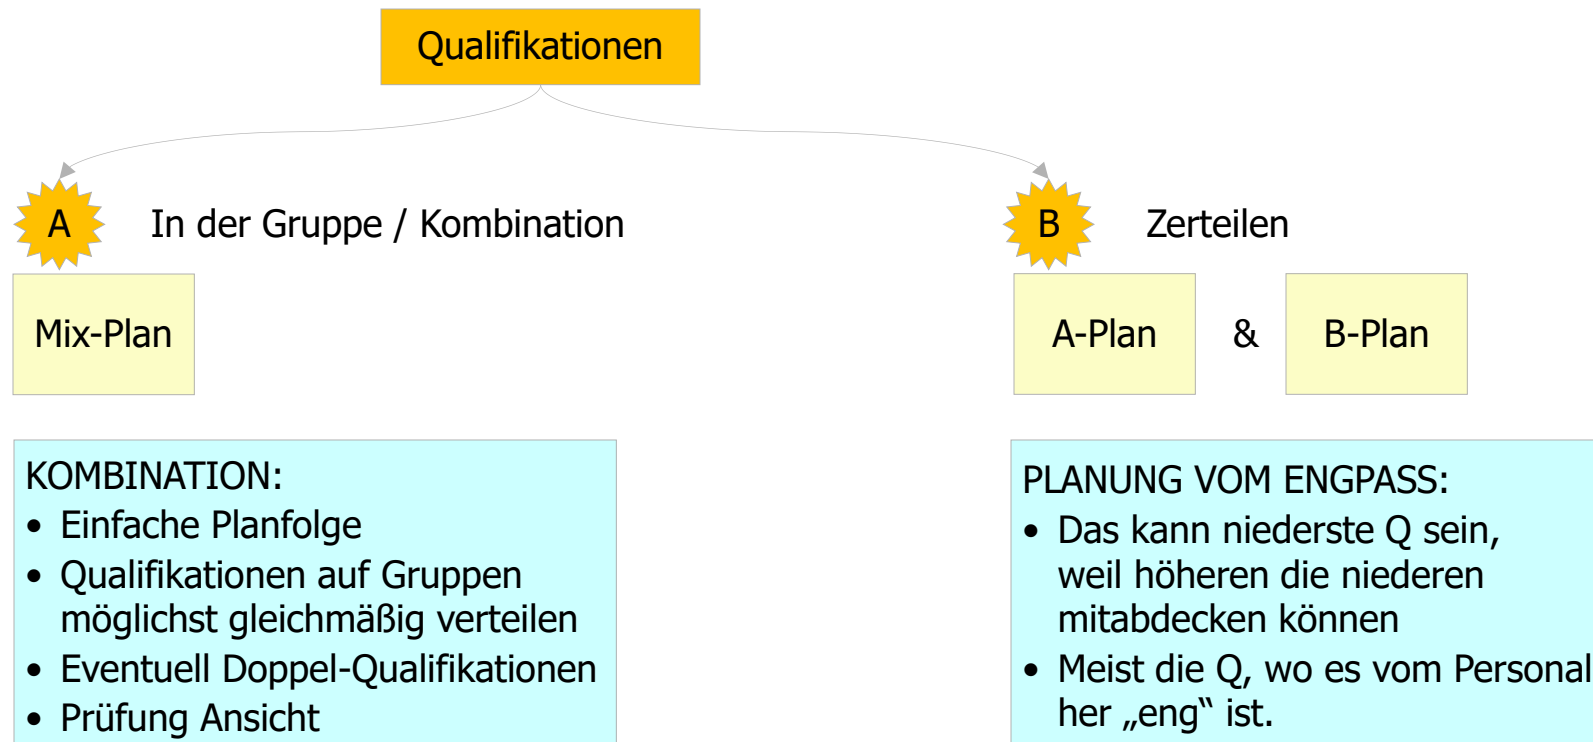 Qualifikationen
A
In der Gruppe / Kombination
Mix-Plan
KOMBINATION:
• Einfache Planfolge
• Qualifikationen auf Gruppen
möglichst gleichmäßig verteilen
• Eventuell Doppel-Qualifikationen
• Prüfung Ansicht
B
Zerteilen
A-Plan
&
B-Plan
PLANUNG VOM ENGPASS:
• Das kann niederste Q sein,
weil höheren die niederen
mitabdecken können
• Meist die Q, wo es vom Personal
her „eng“ ist.